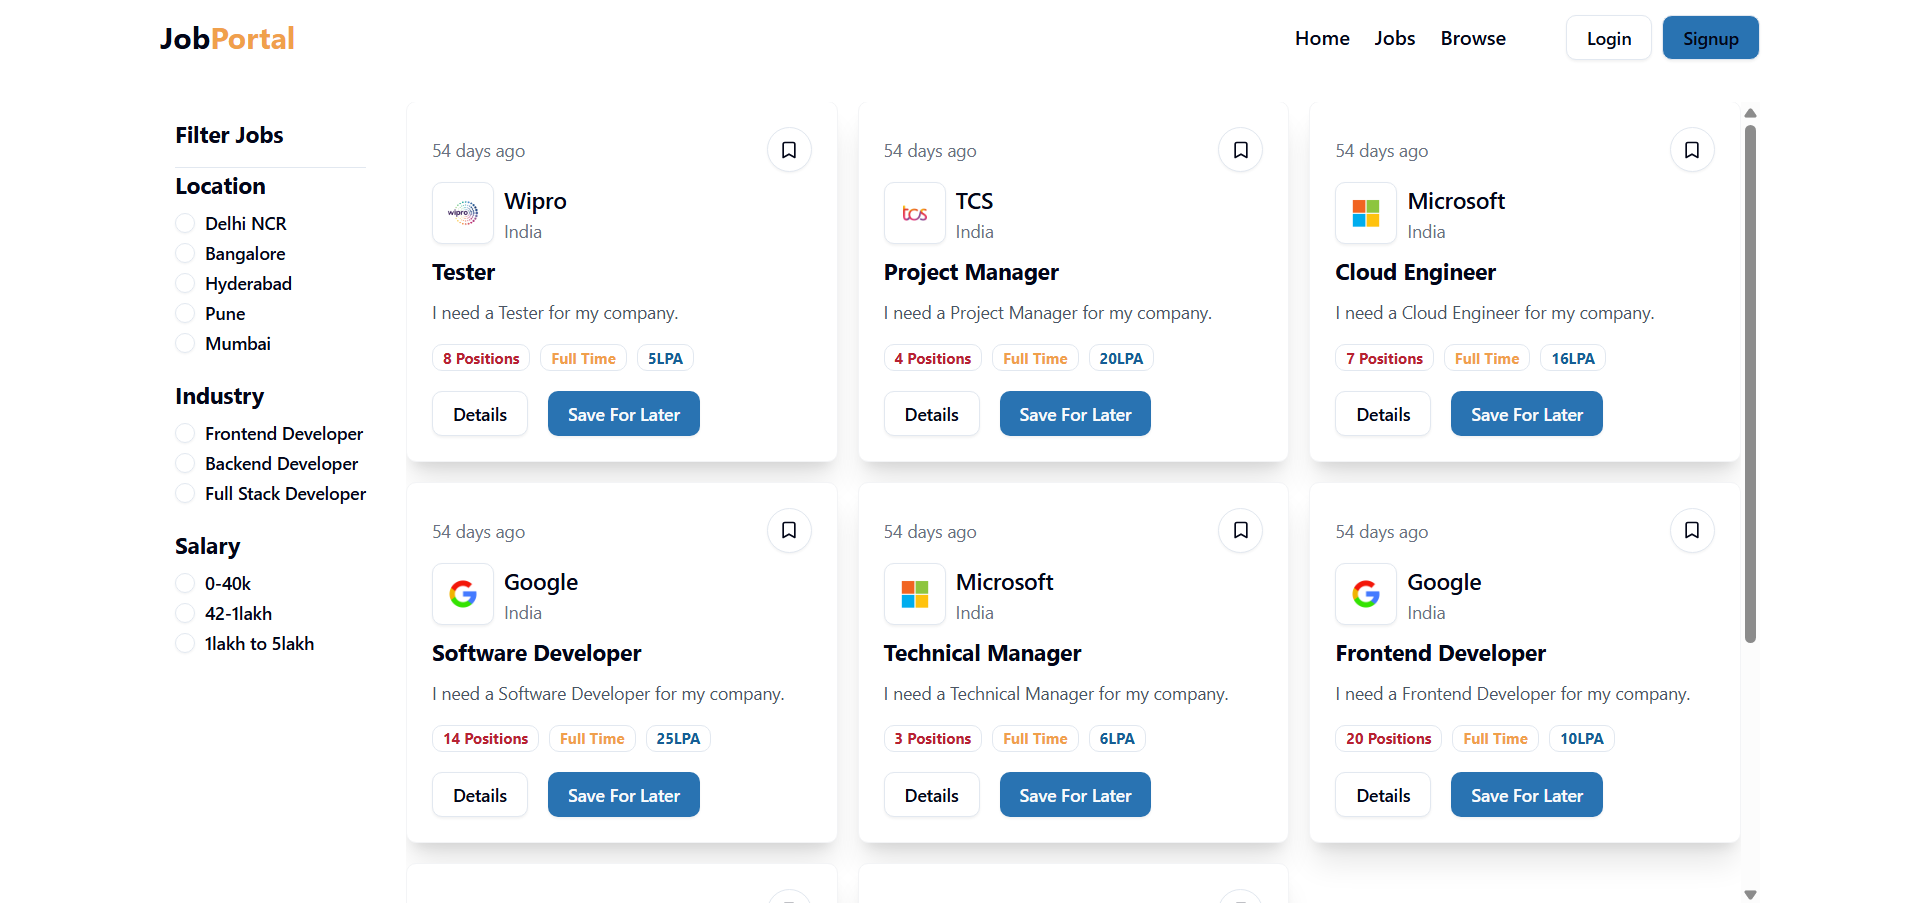 JobPortal
Home Jobs Browse Login Signup
Filter Jobs
Location
Delhi NCR
Bangalore
Hyderabad
Pune
Mumbai
Industry
Frontend Developer
Backend Developer
Full Stack Developer
Salary
0-40k
42-1lakh
1lakh to 5lakh
54 days ago
wipro
Wipro
India
Tester
I need a Tester for my company.
8 Positions Full Time 5LPA
Details Save For Later
54 days ago
tcs
TCS
India
Project Manager
I need a Project Manager for my company.
4 Positions Full Time 20LPA
Details Save For Later
54 days ago
Microsoft
India
Cloud Engineer
I need a Cloud Engineer for my company.
7 Positions Full Time 16LPA
Details Save For Later
54 days ago
Google
India
Software Developer
I need a Software Developer for my company.
14 Positions Full Time 25LPA
Details Save For Later
54 days ago
Microsoft
India
Technical Manager
I need a Technical Manager for my company.
3 Positions Full Time 6LPA
Details Save For Later
54 days ago
Google
India
Frontend Developer
I need a Frontend Developer for my company.
20 Positions Full Time 10LPA
Details Save For Later